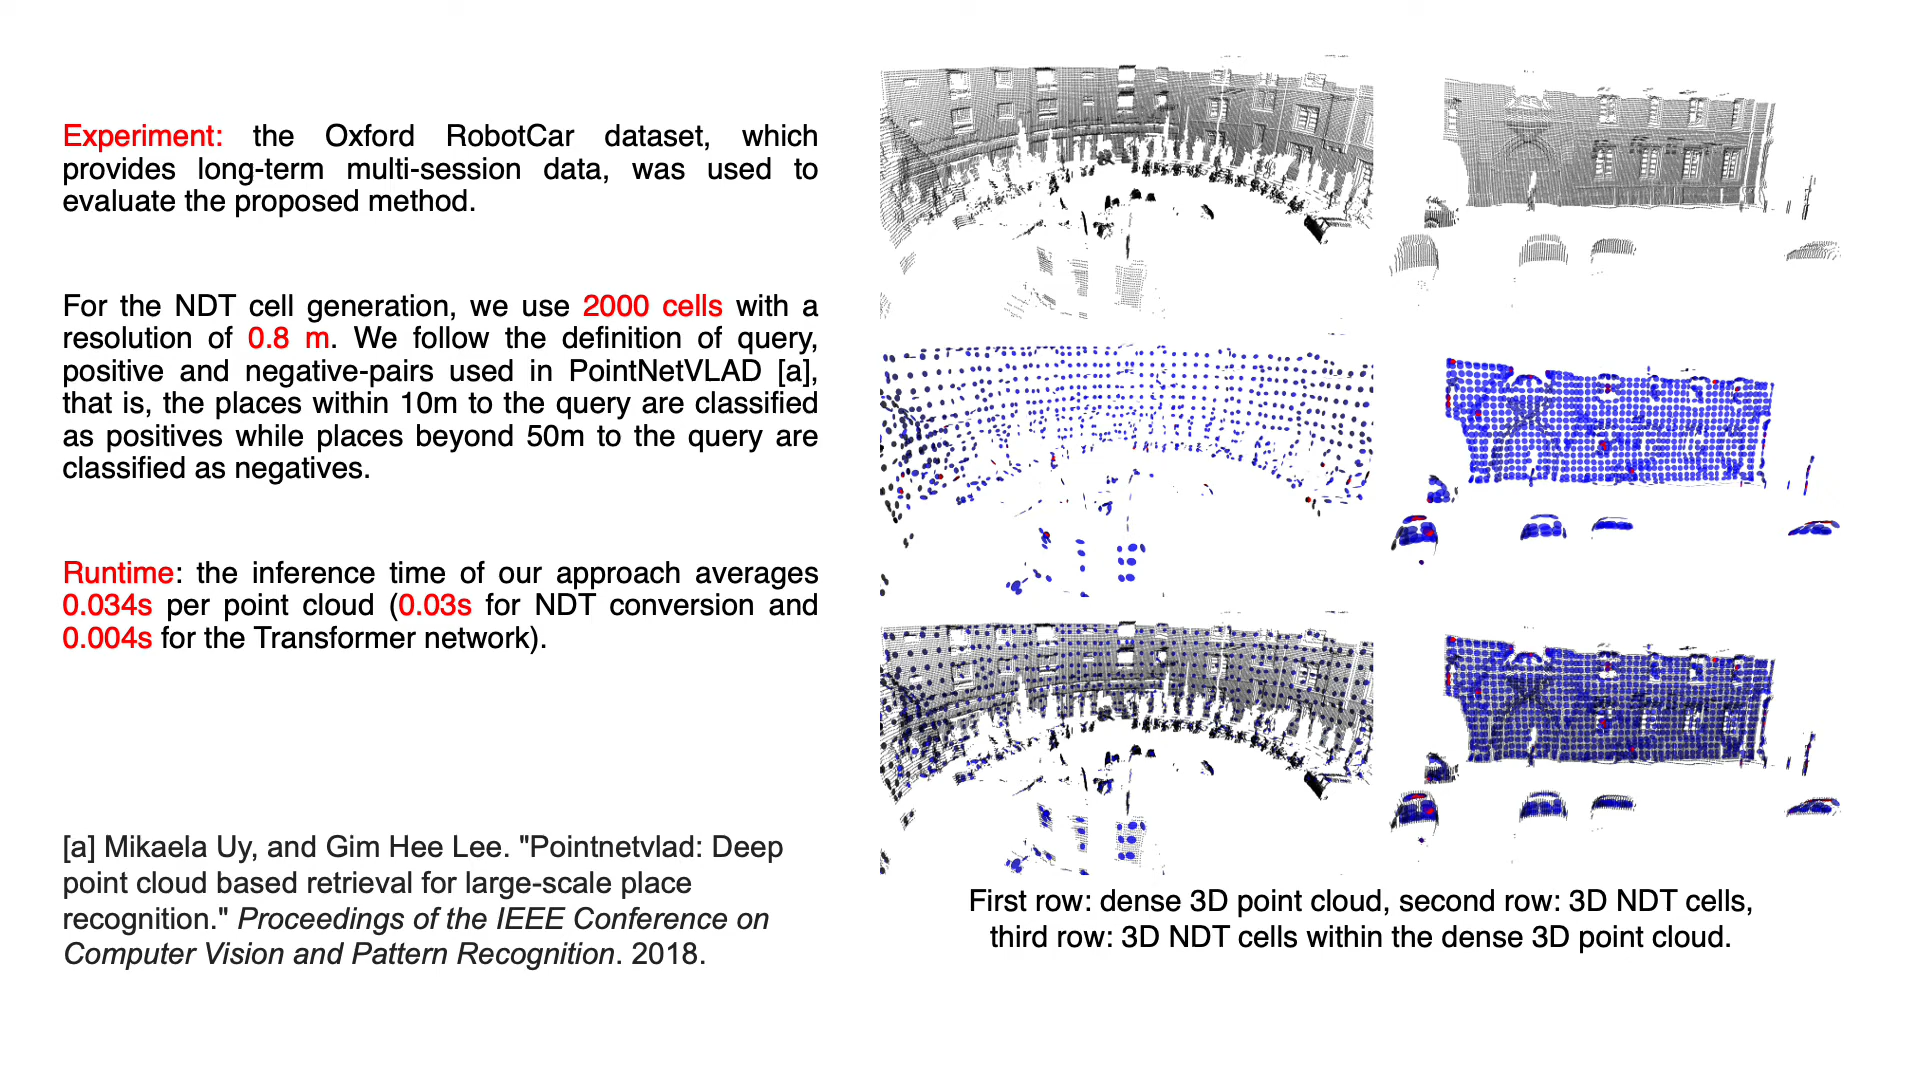 Experiment: the Oxford RobotCar dataset, which
provides long-term multi-session data, was used to
evaluate the proposed method.
For the NDT cell generation, we use 2000 cells with a
resolution of 0.8 m. We follow the definition of query,
positive and negative-pairs used in PointNetVLAD [a],
that is, the places within 10m to the query are classified
as positives while places beyond 50m to the query are
classified as negatives.
Runtime: the inference time of our approach averages
0.034s per point cloud (0.03s for NDT conversion and
0.004s for the Transformer network).
[a] Mikaela Uy, and Gim Hee Lee. "Pointnetvlad: Deep
point cloud based retrieval for large-scale place
recognition." Proceedings of the IEEE Conference on
Computer Vision and Pattern Recognition. 2018.
First row: dense 3D point cloud, second row: 3D NDT cells,
third row: 3D NDT cells within the dense 3D point cloud.